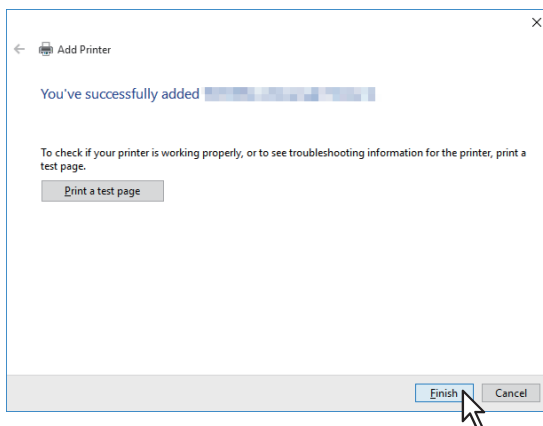 Add Printer
You've successfully added
To check if your printer is working properly, or to see troubleshooting information for the printer, print a
test page.
Print a test page
Finish
Cancel